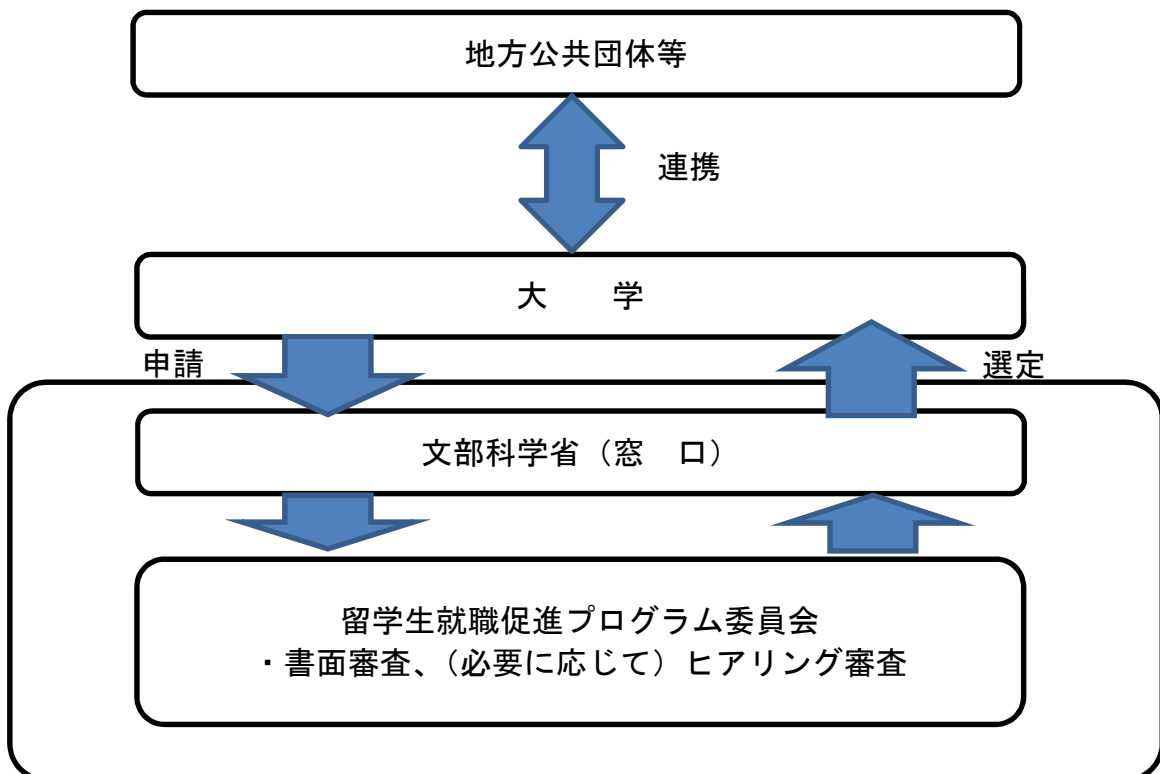 地方公共団体等
連携
大　　学
申請
選定
文部科学省（窓　口）
留学生就職促進プログラム委員会
・書面審査、（必要に応じて）ヒアリング審査